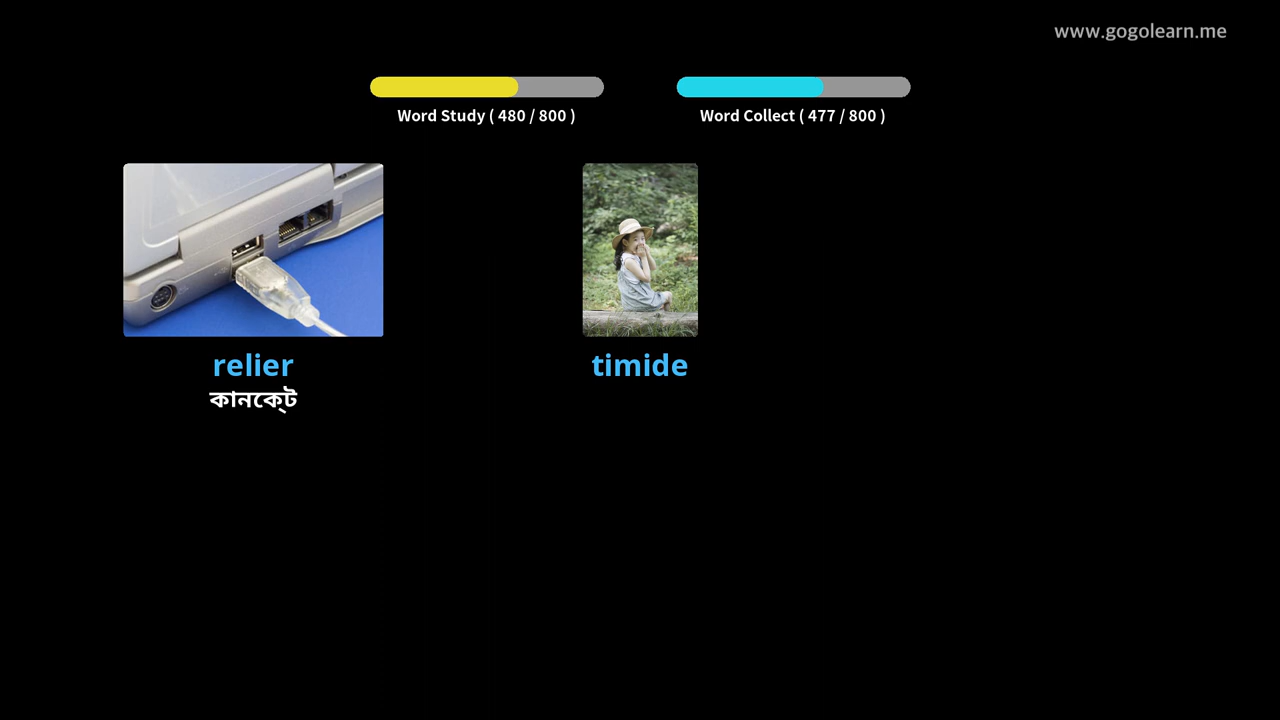 www.gogolearn.me
Word Study ( 480 / 800 )
Word Collect ( 477 / 800 )
relier
timide
কানেক্ট